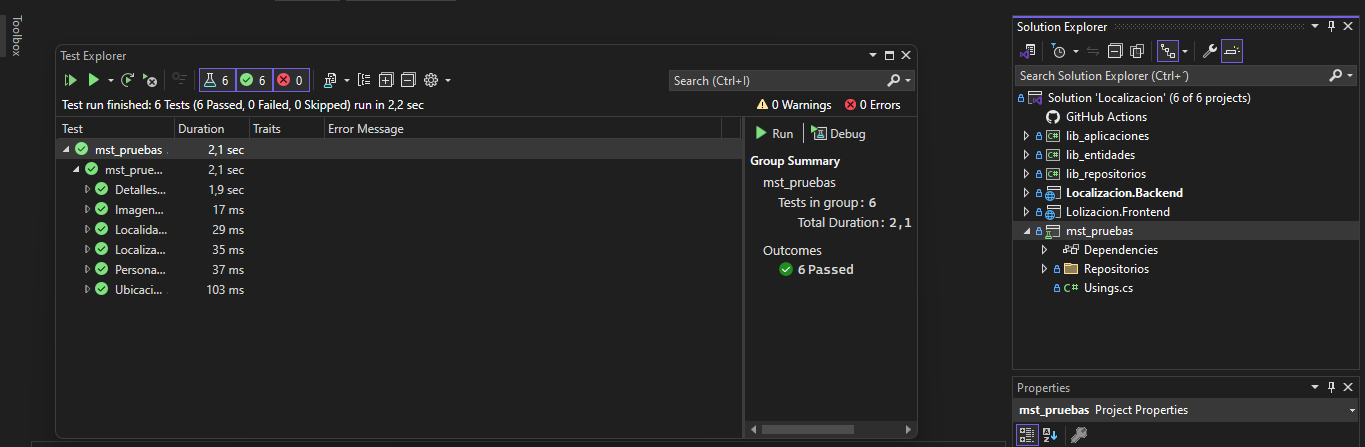 Toolbox
Test Explorer
6 6 0
Search (Ctrl+I)
Test run finished: 6 Tests (6 Passed, 0 Failed, 0 Skipped) run in 2,2 sec
0 Warnings 0 Errors
Test Duration Traits Error Message
mst_pruebas 2,1 sec
mst_prue... 2,1 sec
Detalles... 1,9 sec
Imagen... 17 ms
Localida... 29 ms
Localiza... 35 ms
Persona... 37 ms
Ubicaci... 103 ms
Run Debug
Group Summary
mst_pruebas
Tests in group: 6
Total Duration: 2,1
Outcomes
6 Passed
Solution Explorer
Search Solution Explorer (Ctrl+´)
Solution 'Localizacion' (6 of 6 projects)
GitHub Actions
lib_aplicaciones
lib_entidades
lib_repositorios
Localizacion.Backend
Lolizacion.Frontend
mst_pruebas
Dependencies
Repositorios
C# Usings.cs
Properties
mst_pruebas Project Properties